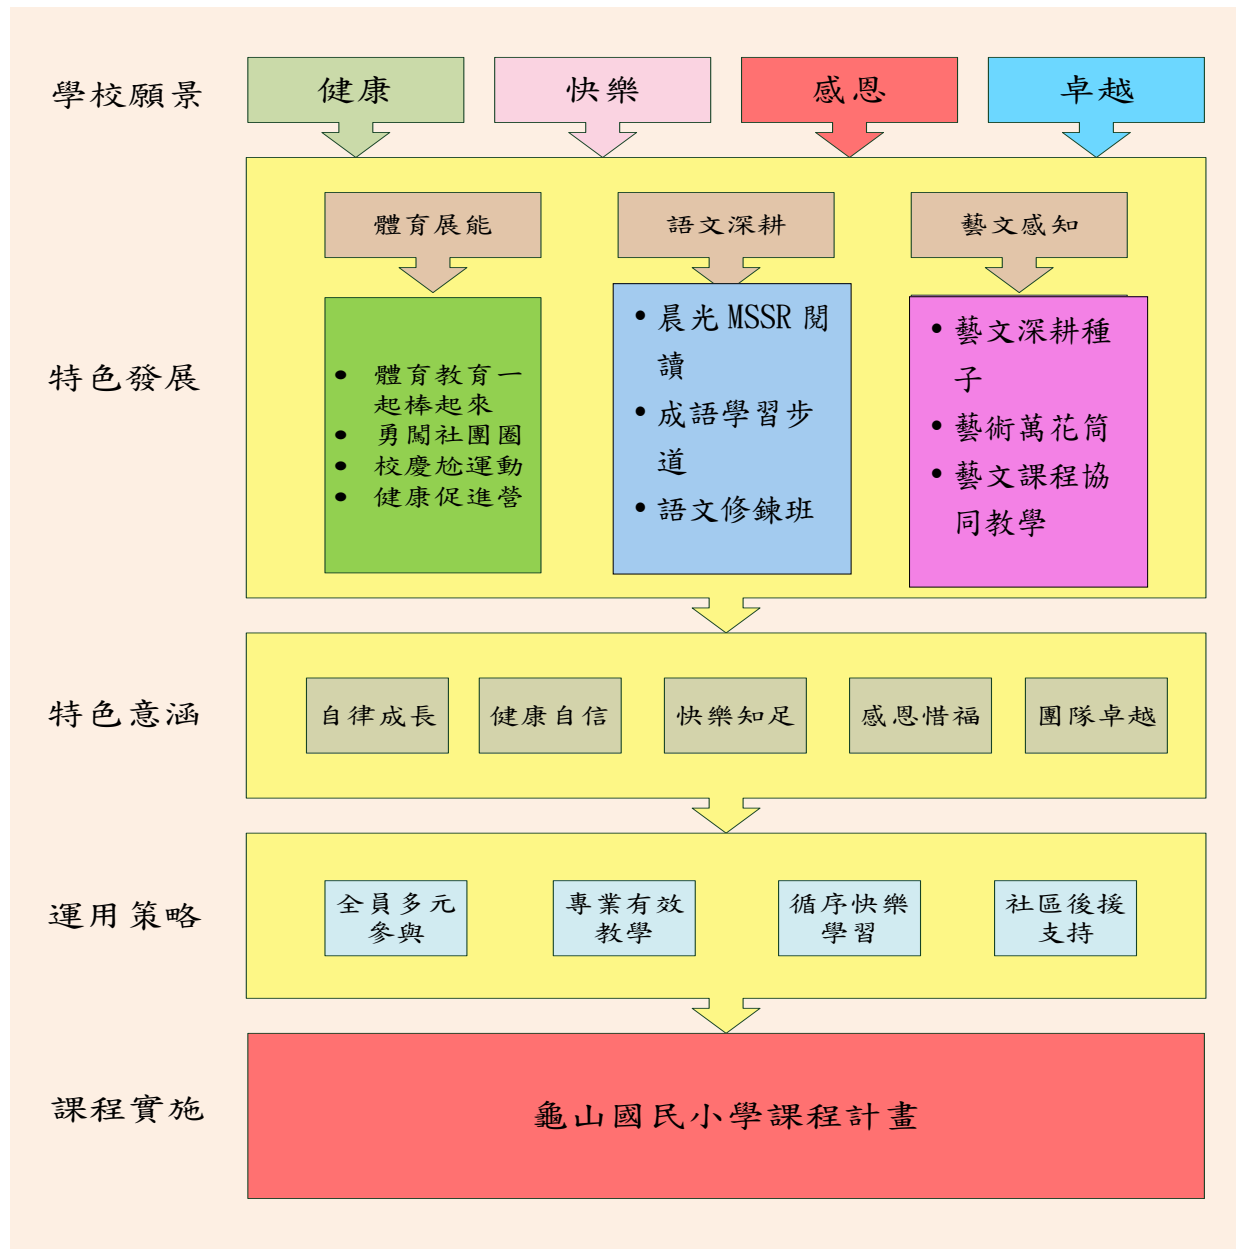 學校願景
健康
快樂
感恩
卓越
特色發展
體育展能
• 體育教育一
起棒起來
• 勇闖社團圈
• 校慶尬運動
• 健康促進營
語文深耕
• 晨光 MSSR 閱
讀
• 成語學習步
道
• 語文修鍊班
藝文感知
• 藝文深耕種
子
• 藝術萬花筒
• 藝文課程協
同教學
特色意涵
自律成長
健康自信
快樂知足
感恩惜福
團隊卓越
運用策略
全員多元
參與
專業有效
教學
循序快樂
學習
社區後援
支持
課程實施
龜山國民小學課程計畫